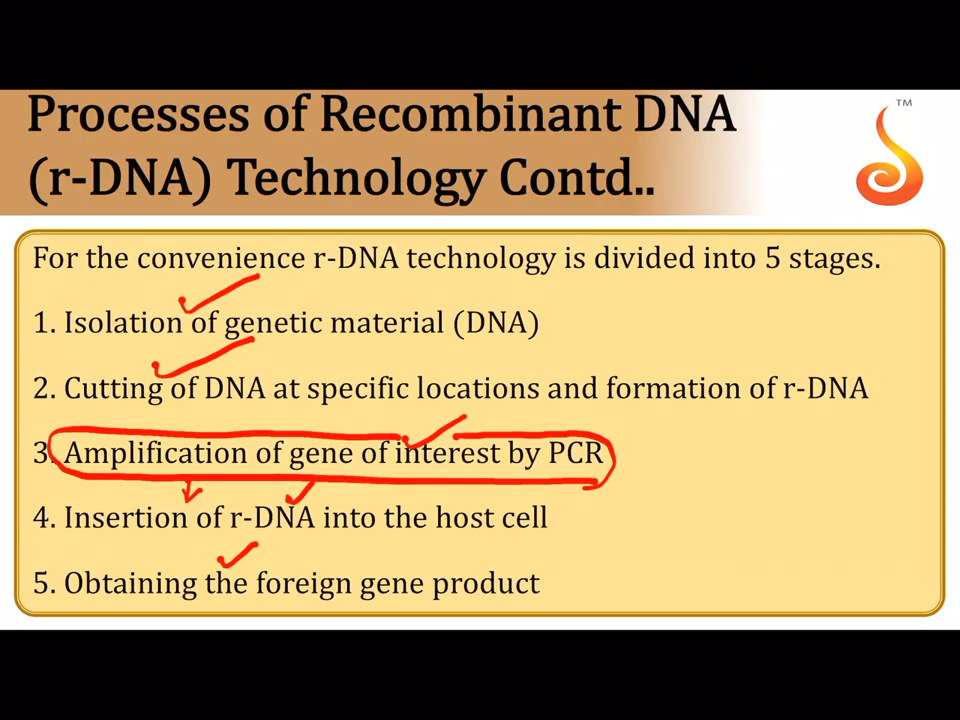 Processes of Recombinant DNA
(r-DNA) Technology Contd..
TM
For the convenience r-DNA technology is divided into 5 stages.
1. Isolation of genetic material (DNA)
2. Cutting of DNA at specific locations and formation of r-DNA
3. Amplification of gene of interest by PCR
4. Insertion of r-DNA into the host cell
5. Obtaining the foreign gene product